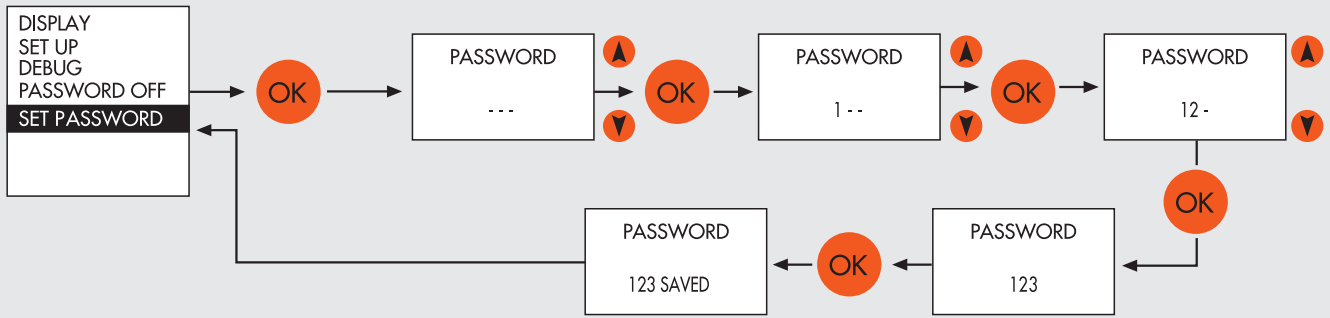 DISPLAY
SET UP
DEBUG
PASSWORD OFF
SET PASSWORD
OK
PASSWORD
- - -
OK
PASSWORD
1 - -
OK
PASSWORD
12 -
OK
PASSWORD
123
OK
PASSWORD
123 SAVED